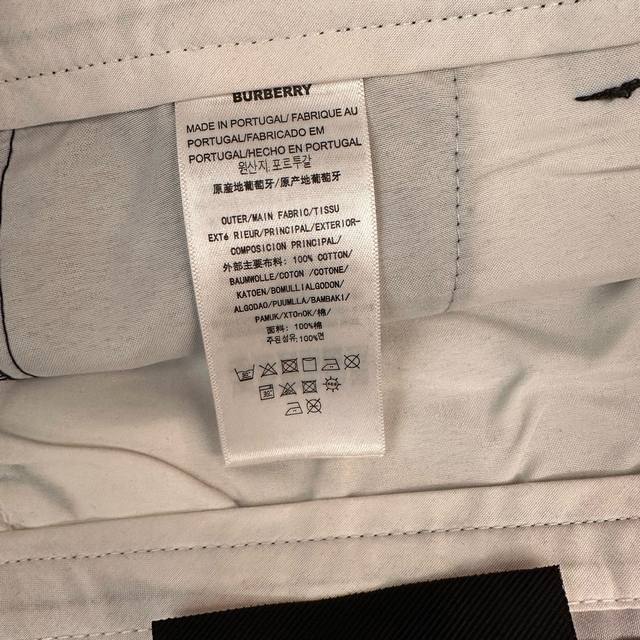 BURBERRY
MADE IN PORTUGAL/ FABRIQUE AU
PORTUGAL/FABRICADO EM
PORTUGAL/HECHO EN PORTUGAL
원산지. 포르투갈
原産地葡萄牙/原产地葡萄牙
OUTER/MAIN FABRIC/TISSU
EXTé RIEUR/PRINCIPAL/EXTERIOR-
COMPOSICION PRINCIPAL/
外部主要布料: 100% COTTON/
BAUMWOLLE/COTON /COTONE/
KATOEN/BOMULLIALGODON/
ALGODAO/PUUMLLA/BAMBAKI/
PAMUK/XTOnOK/棉/
面料: 100%棉
주원섬유:100%면